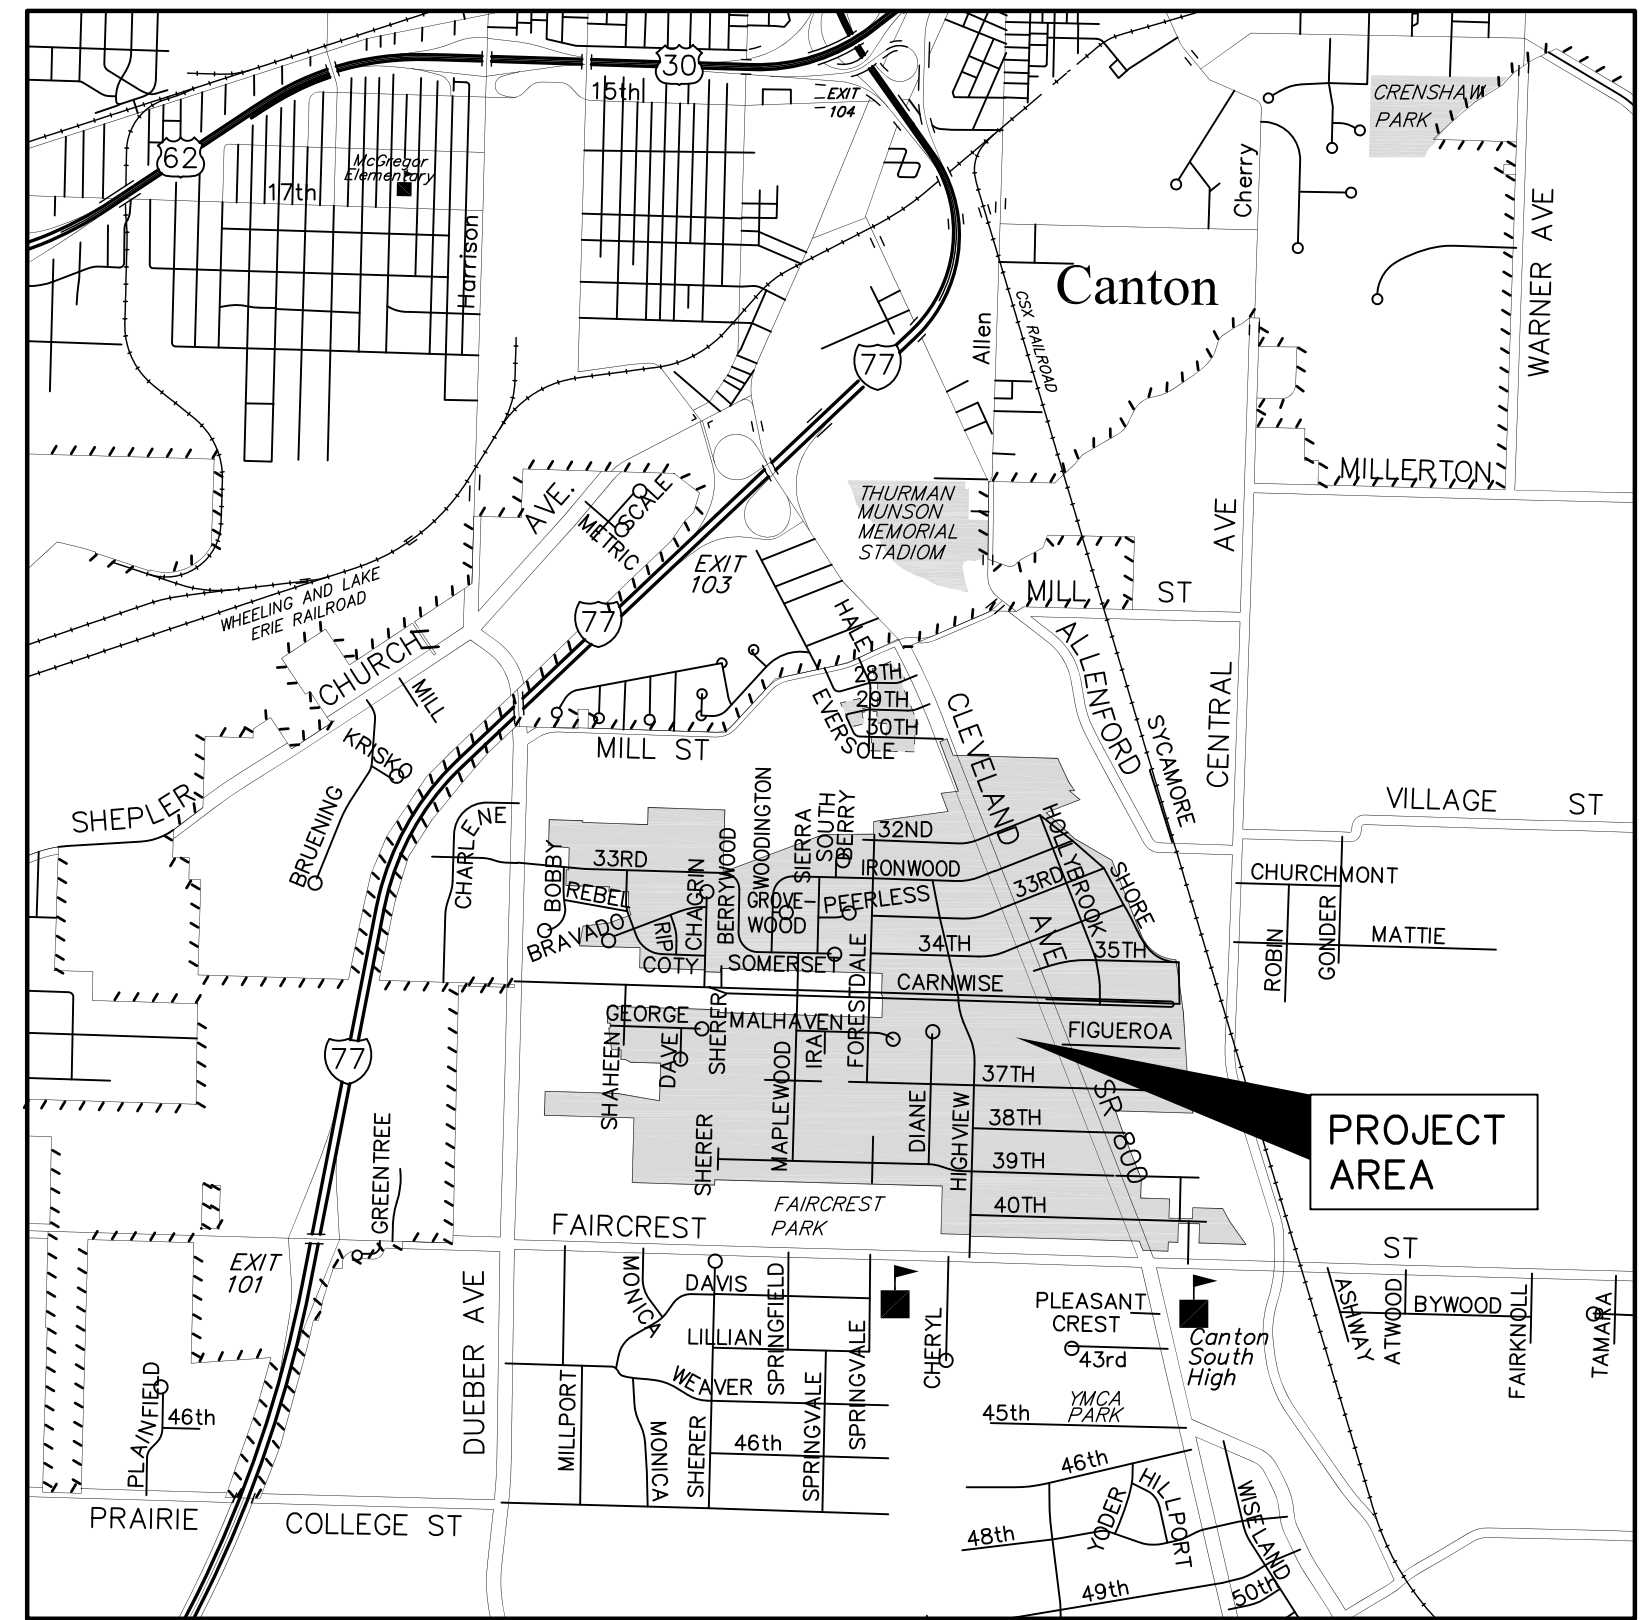 30
15th
EXIT
104
CRENSHAW
PARK
62
McGregor
Elementary
17th
Harrison
Cherry
WARNER AVE
Canton
CSX RAILROAD
Allen
77
MILLERTON
AVE.
SCALE
METRIC
THURMAN
MUNSON
MEMORIAL
STADIOM
AVE
EXIT
103
WHEELING AND LAKE
ERIE RAILROAD
MILL ST
77
HALE
ALLENFORD
CHURCH
MILL
28TH
29TH
30TH
EVERS
OLE
CLEVELAND
CENTRAL
SYCAMORE
KRISKO
MILL ST
SHEPLER
BRUENING
CHARLENE
VILLAGE ST
WOODINGTON
SIERRA
SOUTH
BERRY
32ND
HOLLYBROOK
SHORE
BOBBY
33RD
REBEL
BRAVADO
RIP
CHAGRIN
BERRYWOOD
GROVE-
WOOD
PEERLESS
IRONWOOD
33RD
AVE
CHURCHMONT
ROBIN
GONDER
MATTIE
COTY
SOMERSET
FORESTDALE
34TH
35TH
CARNWISE
GEORGE
SHAHEEN
DAVE
SHERER
MALHAVEN
IRA
MAPLEWOOD
FIGUEROA
77
37TH
SR 800
DIANE
HIGHVIEW
38TH
39TH
40TH
SHERER
PROJECT
AREA
GREENTREE
FAIRCREST
FAIRCREST
PARK
ST
EXIT
101
DUEBER AVE
MONICA
DAVIS
SPRINGFIELD
LILLIAN
SPRINGVALE
CHERYL
PLEASANT
CREST
43rd
Canton
South
High
ASHWAY
ATWOOD
BYWOOD
FAIRKNOLL
TAMARA
PLAINFIELD
46th
MILLPORT
MONICA
WEAVER
SHERER
46th
SPRINGVALE
YMCA
PARK
45th
46th
YODER
HILLPORT
WISELAND
48th
49th
50th
PRAIRIE
COLLEGE ST